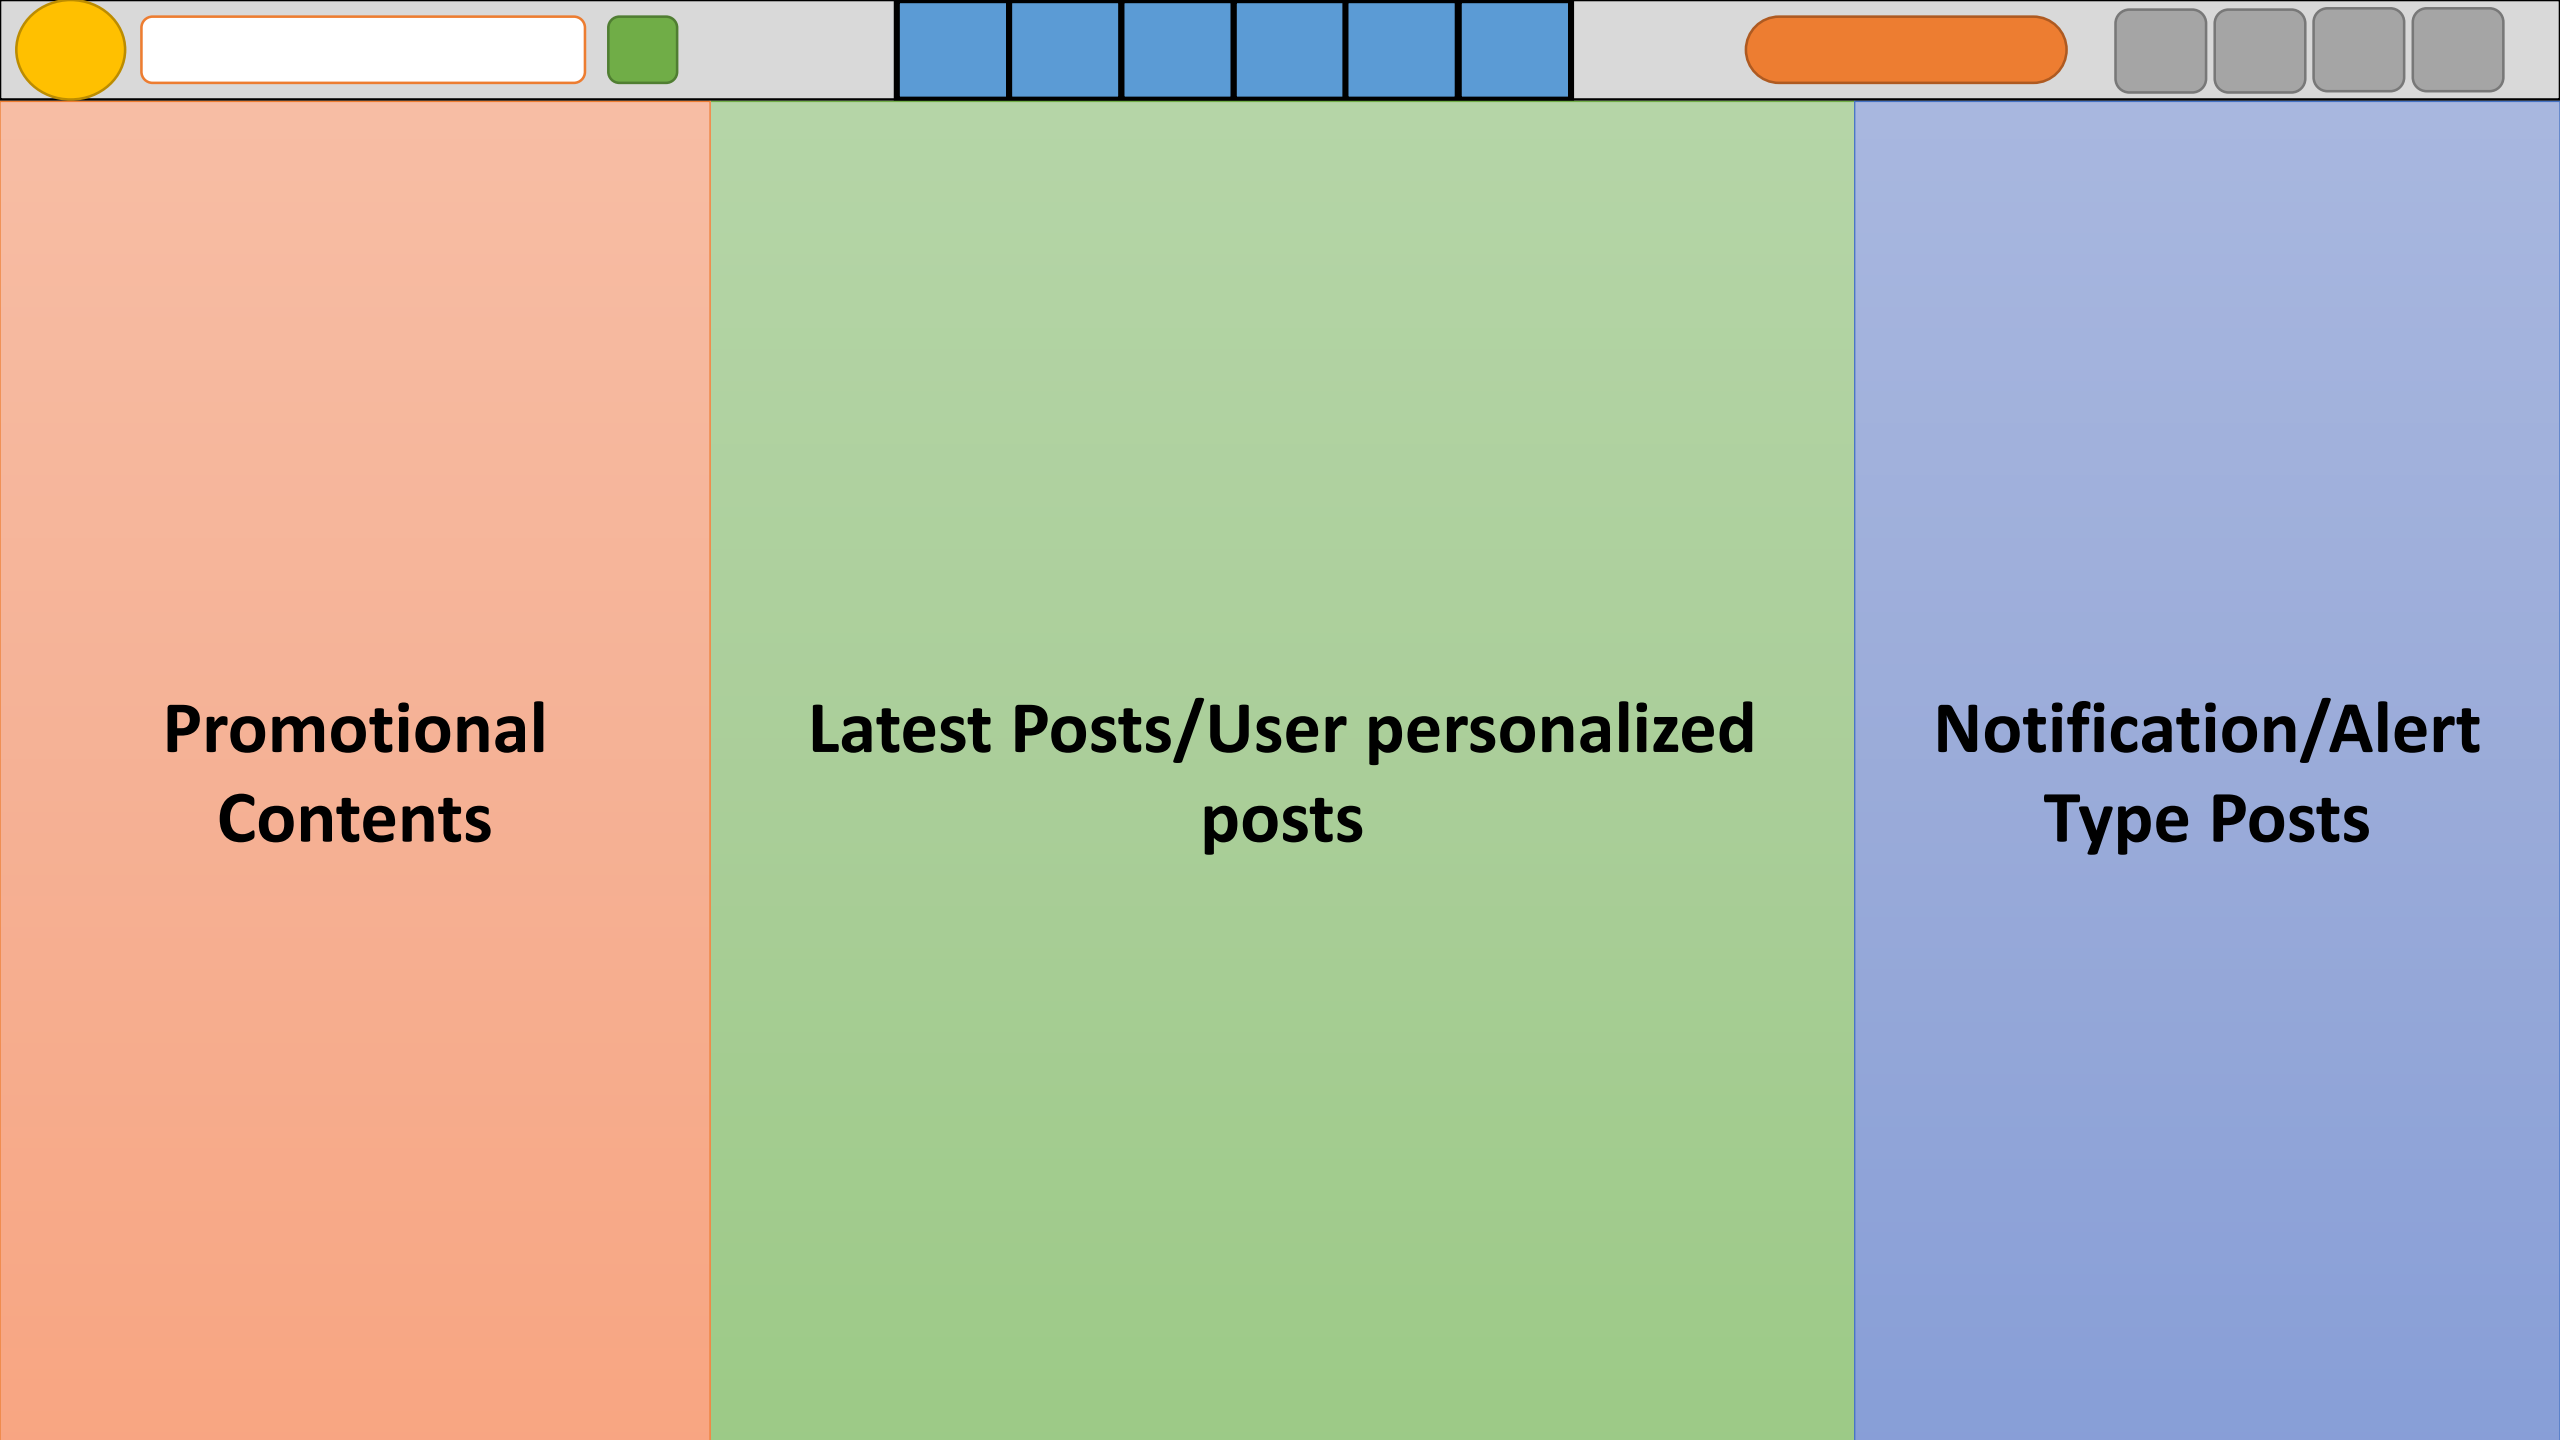 Promotional
Contents
Latest Posts/User personalized
posts
Notification/Alert
Type Posts